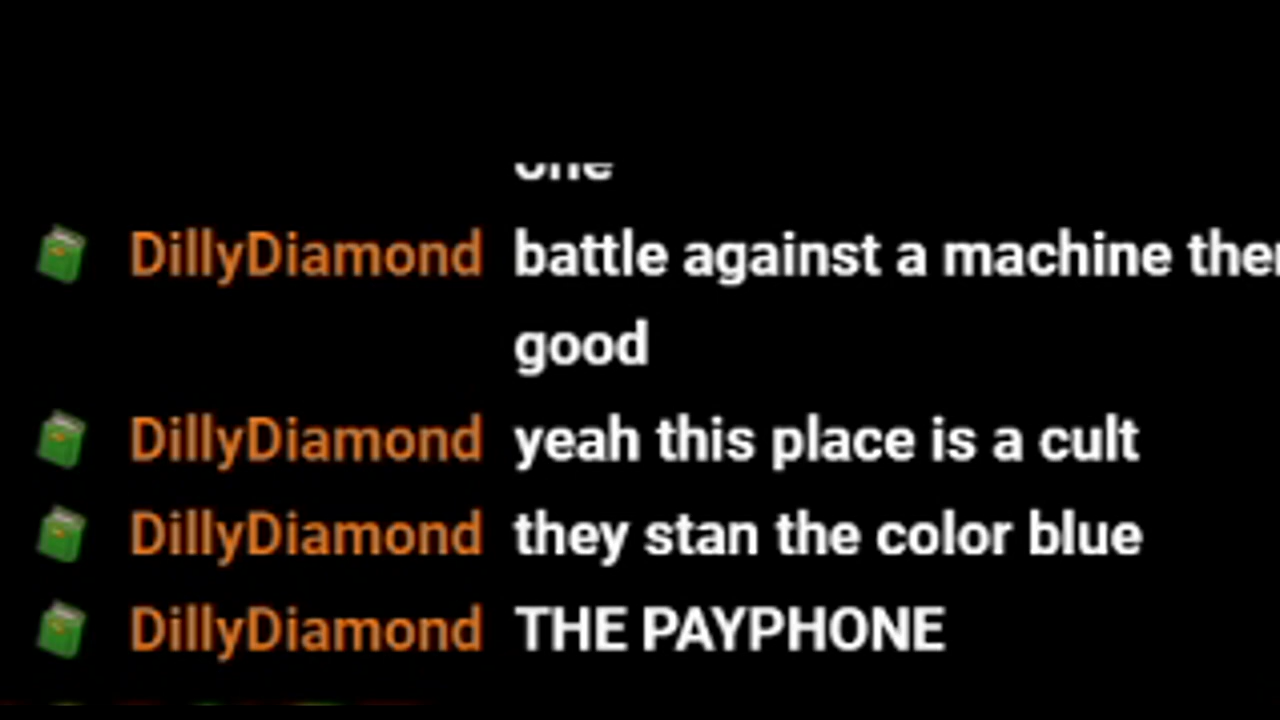 one
DillyDiamond battle against a machine
good
DillyDiamond yeah this place is a cult
DillyDiamond they stan the color blue
DillyDiamond THE PAYPHONE